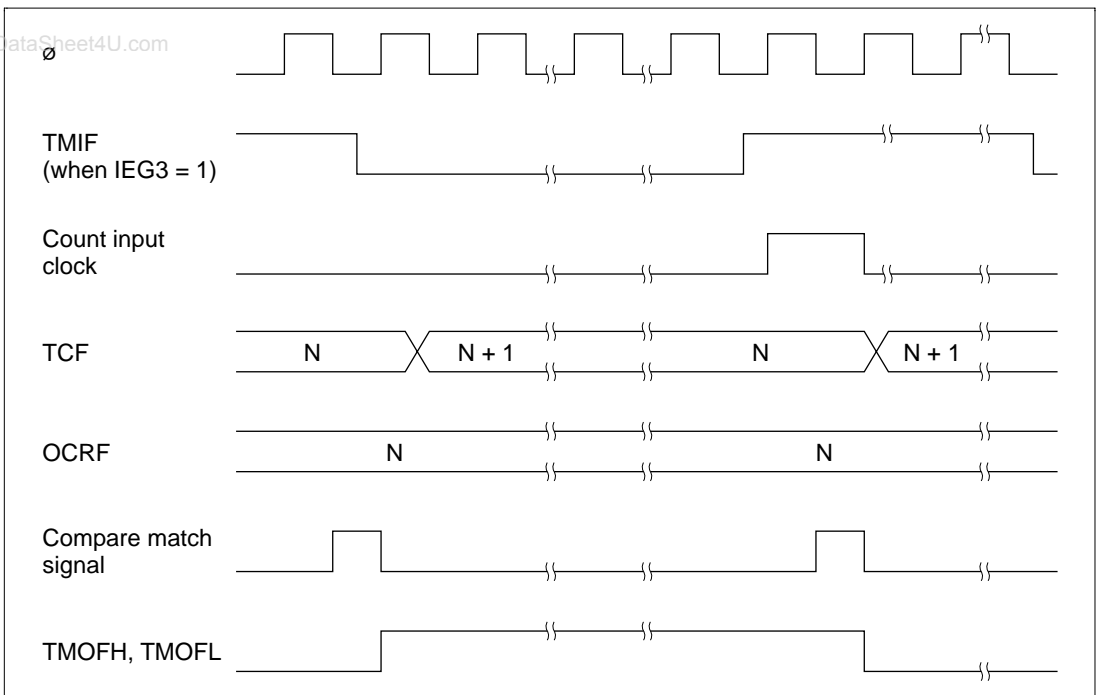 DataSheet4U.com
ø
TMIF
(when IEG3 = 1)
Count input
clock
TCF
N
N + 1
N
N + 1
OCRF
N
N
Compare match
signal
TMOFH, TMOFL